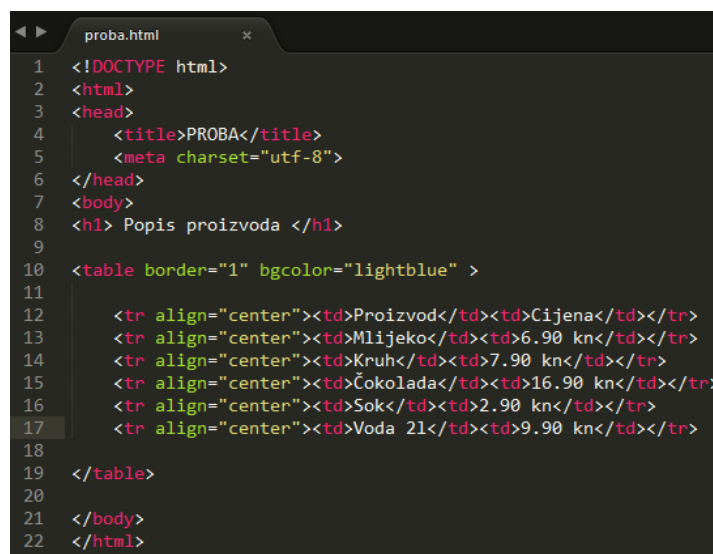 proba.html ×
1 <!DOCTYPE html>
2 <html>
3 <head>
4 <title>PROBA</title>
5 <meta charset="utf-8">
6 </head>
7 <body>
8 <h1> Popis proizvoda </h1>
9
10 <table border="1" bgcolor="lightblue" >
11
12 <tr align="center"><td>Proizvod</td><td>Cijena</td></tr>
13 <tr align="center"><td>Mlijeko</td><td>6.90 kn</td></tr>
14 <tr align="center"><td>Kruh</td><td>7.90 kn</td></tr>
15 <tr align="center"><td>Čokolada</td><td>16.90 kn</td></tr>
16 <tr align="center"><td>Sok</td><td>2.90 kn</td></tr>
17 <tr align="center"><td>Voda 2l</td><td>9.90 kn</td></tr>
18
19 </table>
20
21 </body>
22 </html>